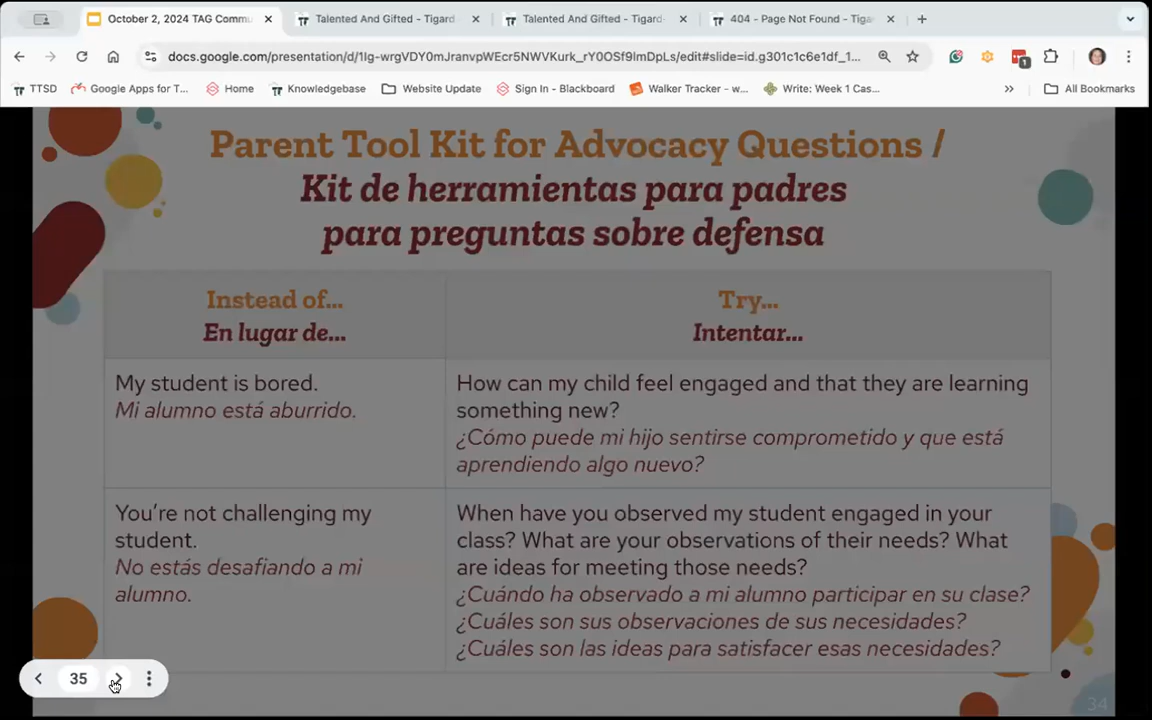 October 2, 2024 TAG Commu
Talented And Gifted - Tigard
Talented And Gifted - Tigard-
404 - Page Not Found - Tiga
docs.google.com/presentation/d/1Ig-wrgVDY0mJranvpWEcr5NWVKurk_rY0OSf9ImDpLs/edit#slide=id.g301c1c6e1df_1...
1
TTSD
Google Apps for T...
Home
Knowledgebase
Website Update
Sign In - Blackboard
Walker Tracker - w...
Write: Week 1 Cas...
»
All Bookmarks
Parent Tool Kit for Advocacy Questions /
Kit de herramientas para padres
para preguntas sobre defensa
Instead of...
En lugar de...
Try...
Intentar...
My student is bored.
Mi alumno está aburrido.
How can my child feel engaged and that they are learning
something new?
¿Cómo puede mi hijo sentirse comprometido y que está
aprendiendo algo nuevo?
You're not challenging my
student.
No estás desafiando a mi
alumno.
When have you observed my student engaged in your
class? What are your observations of their needs? What
are ideas for meeting those needs?
¿Cuándo ha observado a mi alumno participar en su clase?
¿Cuáles son sus observaciones de sus necesidades?
¿Cuáles son las ideas para satisfacer esas necesidades?
35
34